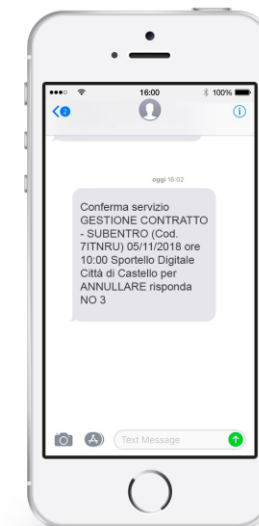 16:00
100%
2
oggi 16:02
Conferma servizio
GESTIONE CONTRATTO
- SUBENTRO (Cod.
7ITNRU) 05/11/2018 ore
10:00 Sportello Digitale
Città di Castello per
ANNULLARE risponda
NO 3
Text Message